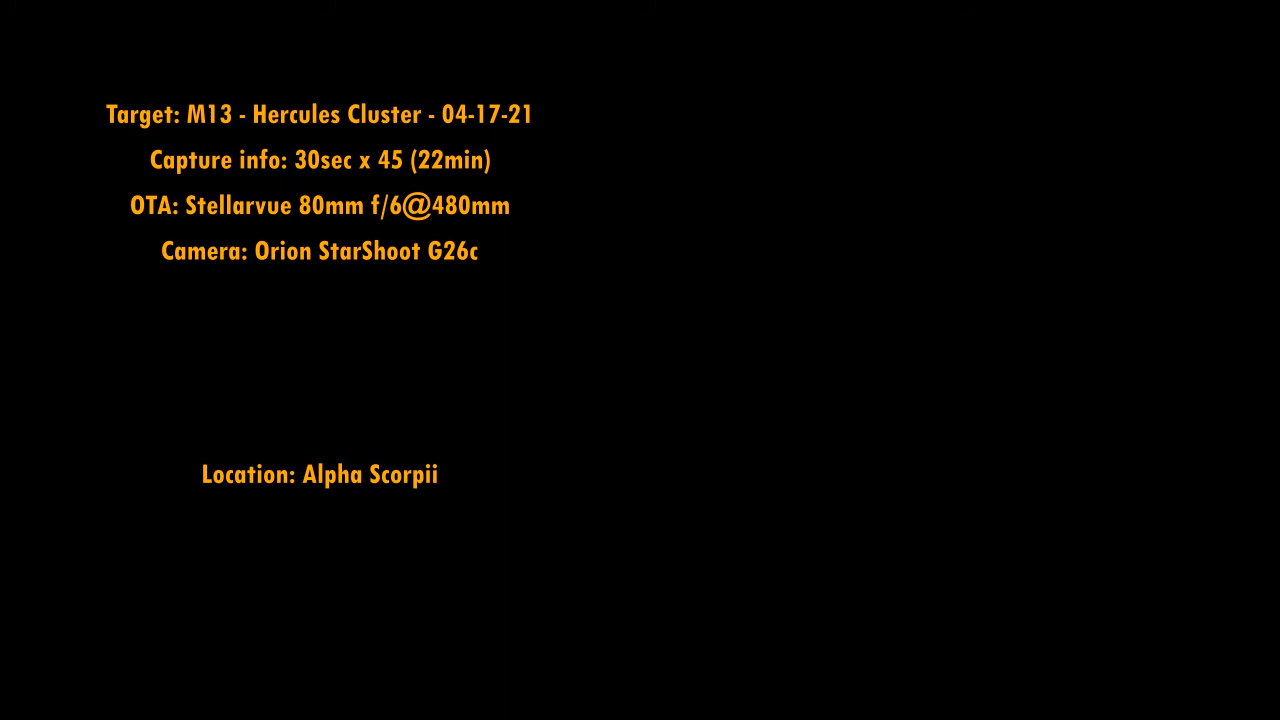 Target: M13 - Hercules Cluster - 04-17-21
Capture info: 30sec x 45 (22min)
OTA: Stellarvue 80mm f/6@480mm
Camera: Orion StarShoot G26c
Location: Alpha Scorpii